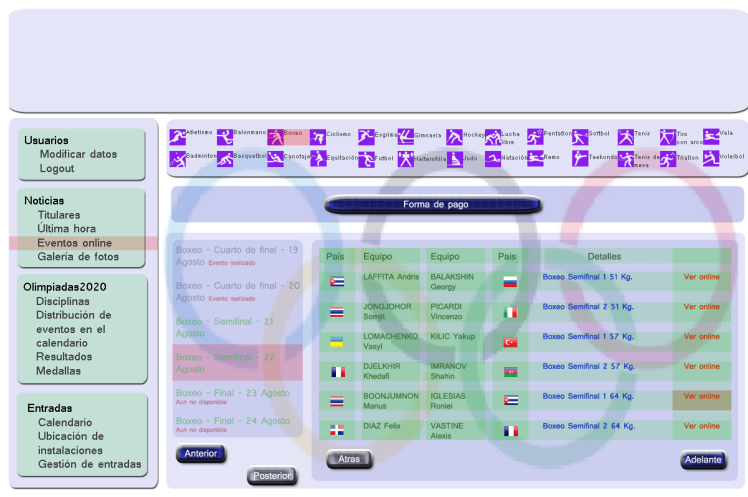 Atletismo Balonmano Boxeo Ciclismo Esgrima Gimnasia Hockey Lucha libre Pentatlon Softbol Tenis Tiro con arco Vela
Badminton Basquetbol Canotaje Equitación Futbol Halterofilia Judo Natación Remo Taekondo Tenis de mesa Triatlon Voleibol
Usuarios
Modificar datos
Logout
Noticias
Titulares
Última hora
Eventos online
Galería de fotos
Olimpiadas2020
Disciplinas
Distribución de
eventos en el
calendario
Resultados
Medallas
Entradas
Calendario
Ubicación de
instalaciones
Gestión de entradas
Forma de pago
Boxeo - Cuarto de final - 19
Agosto Evento realizado
Boxeo - Cuarto de final - 20
Agosto Evento realizado
Boxeo - Semifinal - 21
Agosto
Boxeo - Semifinal - 22
Agosto
Boxeo - Final - 23 Agosto
Aun no disponible
Boxeo - Final - 24 Agosto
Aun no disponible
Anterior
Posterior
País Equipo Equipo País Detalles
LAFFITA Andris BALAKSHIN Georgy Boxeo Semifinal 1 51 Kg. Ver online
JONGJOHOR Somjit PICARDI Vincenzo Boxeo Semifinal 2 51 Kg. Ver online
LOMACHENKO Vasyl KILIC Yakup Boxeo Semifinal 1 57 Kg. Ver online
DJELKHIR Khedafi IMRANOV Shahin Boxeo Semifinal 2 57 Kg. Ver online
BOONJUMNON Manus IGLESIAS Roniel Boxeo Semifinal 1 64 Kg. Ver online
DIAZ Felix VASTINE Alexis Boxeo Semifinal 2 64 Kg. Ver online
Atras
Adelante